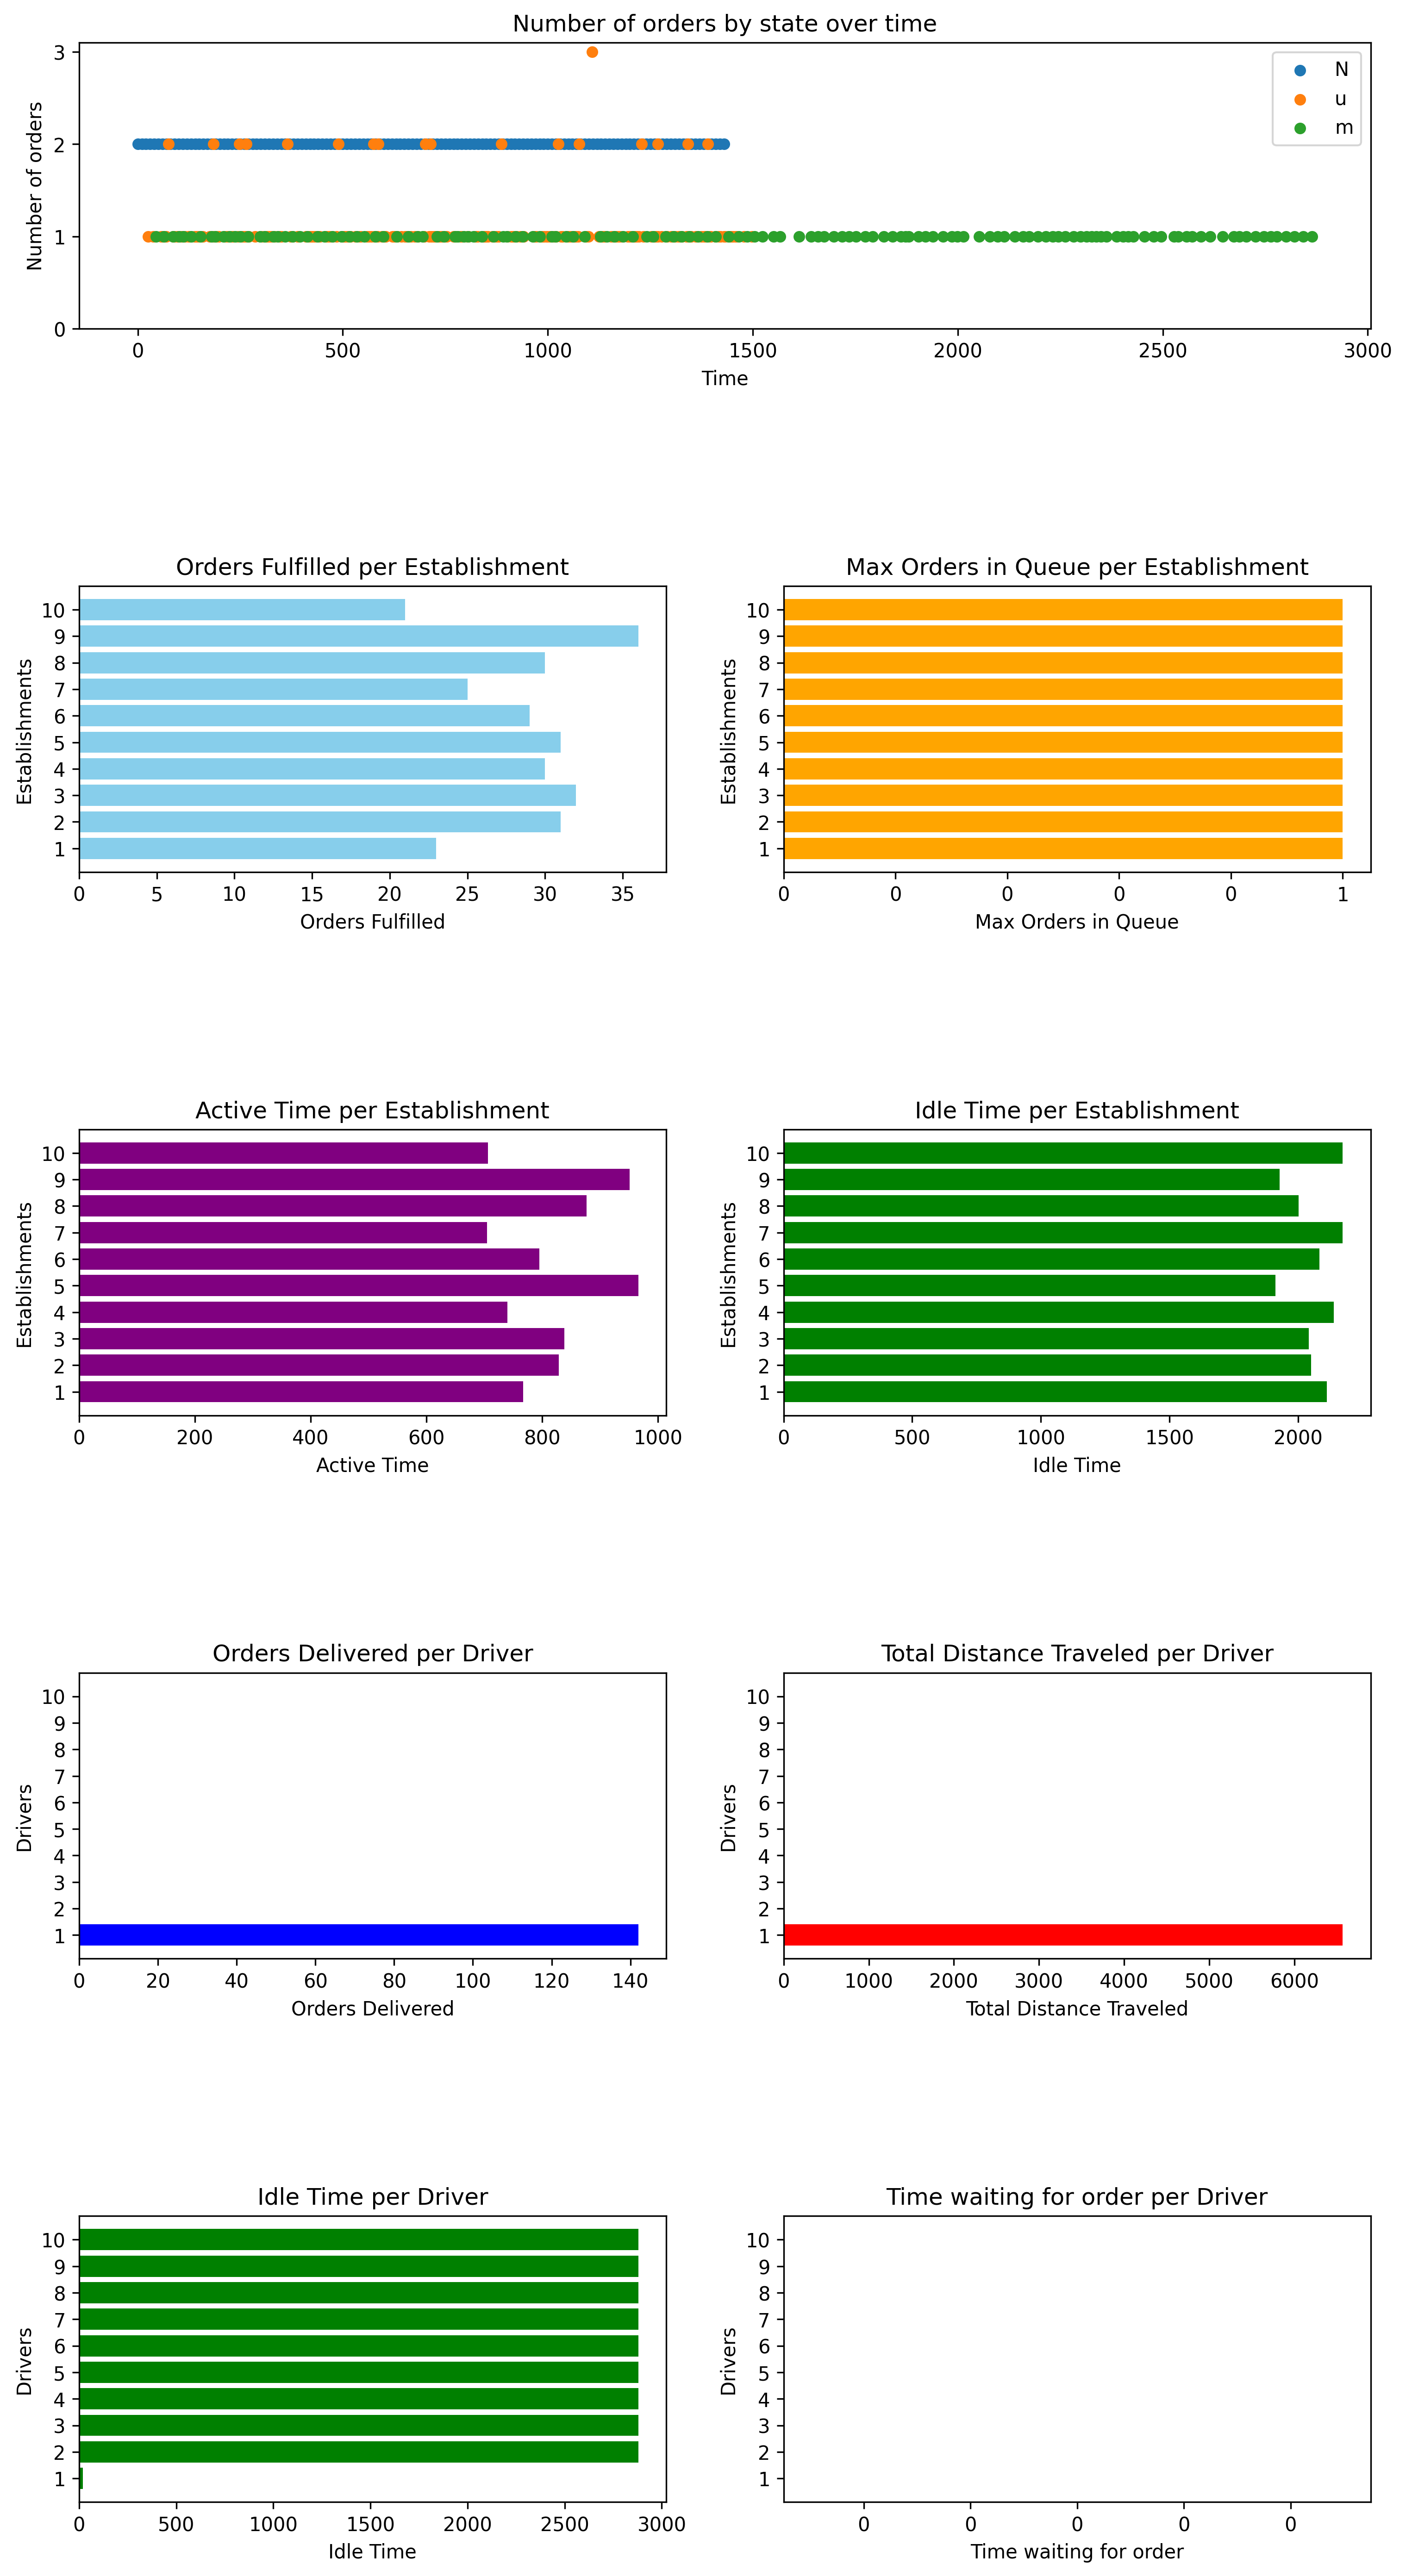 Number of orders by state over time
Number of orders
3
2
1
0
N
u
m
0 500 1000 1500 2000 2500 3000
Time
Orders Fulfilled per Establishment
Establishments
10
9
8
7
6
5
4
3
2
1
0 5 10 15 20 25 30 35
Orders Fulfilled
Max Orders in Queue per Establishment
Establishments
10
9
8
7
6
5
4
3
2
1
0 0 0 0 0 1
Max Orders in Queue
Active Time per Establishment
Establishments
10
9
8
7
6
5
4
3
2
1
0 200 400 600 800 1000
Active Time
Idle Time per Establishment
Establishments
10
9
8
7
6
5
4
3
2
1
0 500 1000 1500 2000
Idle Time
Orders Delivered per Driver
Drivers
10
9
8
7
6
5
4
3
2
1
0 20 40 60 80 100 120 140
Orders Delivered
Total Distance Traveled per Driver
Drivers
10
9
8
7
6
5
4
3
2
1
0 1000 2000 3000 4000 5000 6000
Total Distance Traveled
Idle Time per Driver
Drivers
10
9
8
7
6
5
4
3
2
1
0 500 1000 1500 2000 2500 3000
Idle Time
Time waiting for order per Driver
Drivers
10
9
8
7
6
5
4
3
2
1
0 0 0 0 0
Time waiting for order